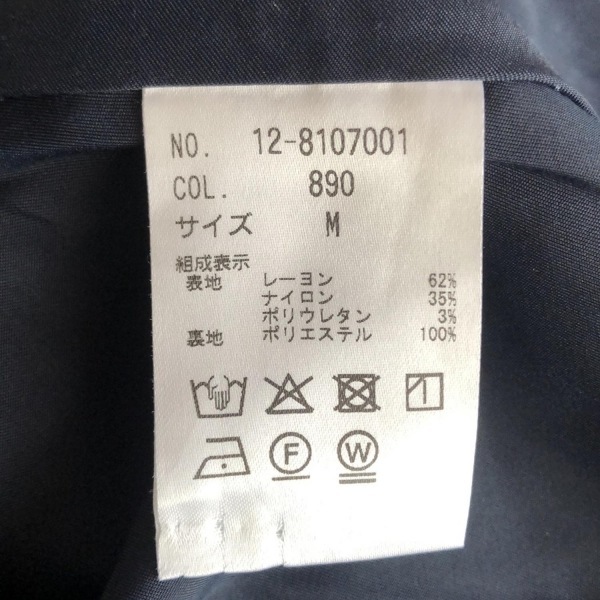 NO. 12-8107001
COL. 890
サイズ M
組成表示
表地 レーヨン 62%
ナイロン 35%
ポリウレタン 3%
裏地 ポリエステル 100%
F W